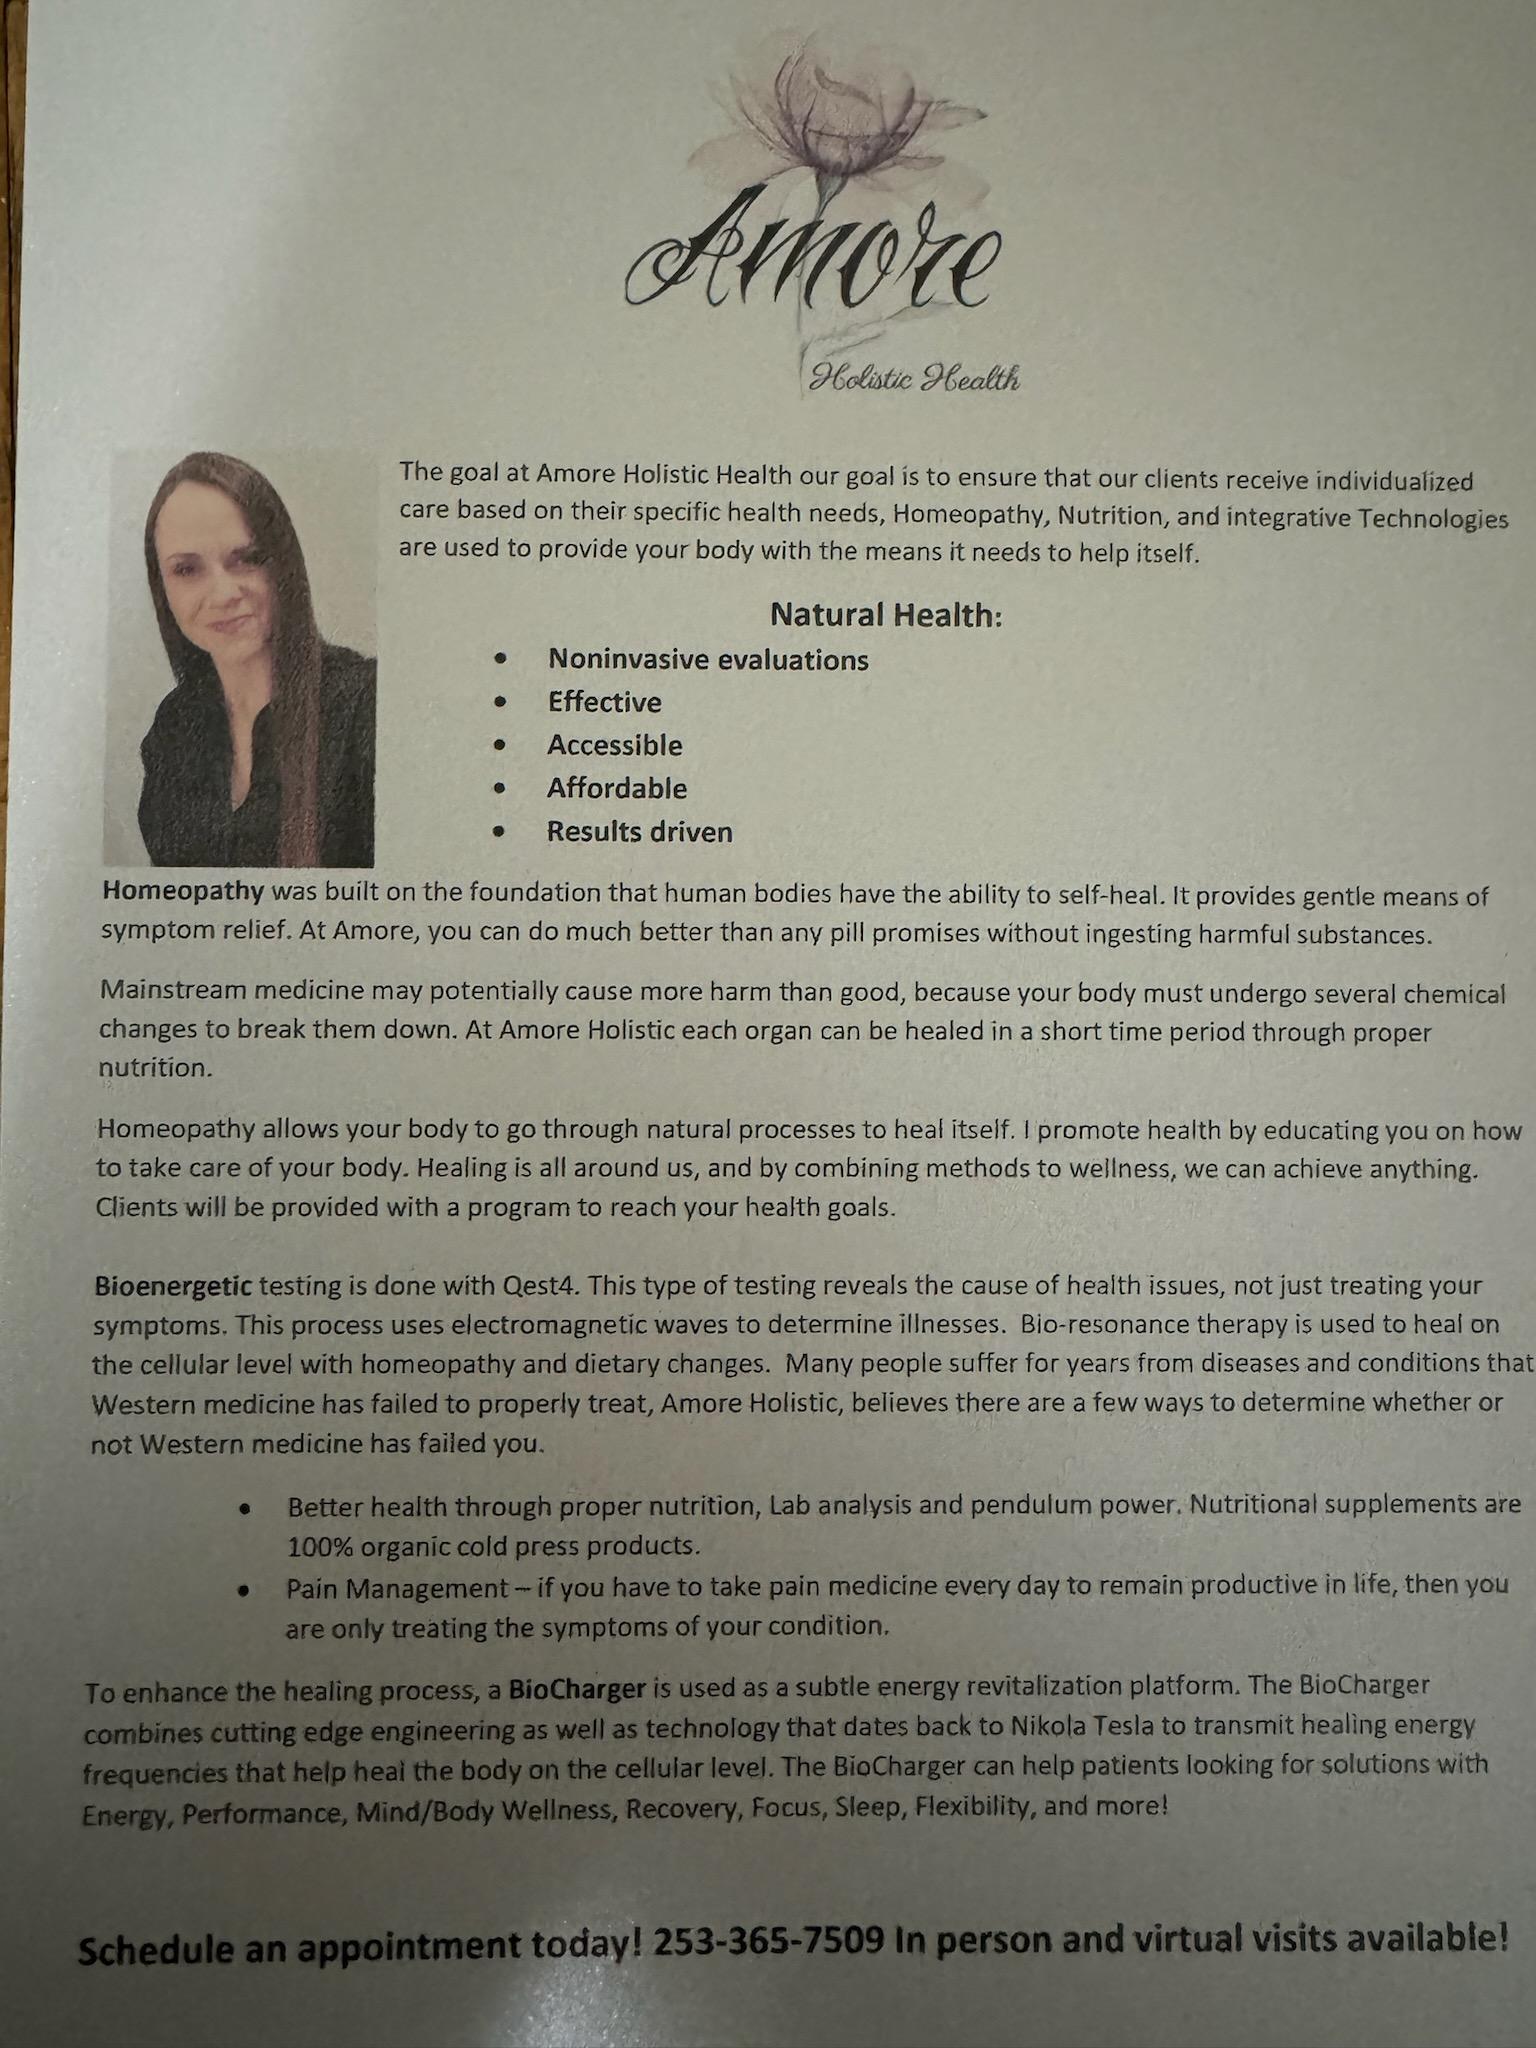 Amore
Holistic Health
The goal at Amore Holistic Health our goal is to ensure that our clients receive individualized
care based on their specific health needs, Homeopathy, Nutrition, and integrative Technologies
are used to provide your body with the means it needs to help itself.
Natural Health:
• Noninvasive evaluations
• Effective
• Accessible
• Affordable
• Results driven
Homeopathy was built on the foundation that human bodies have the ability to self-heal. It provides gentle means of
symptom relief. At Amore, you can do much better than any pill promises without ingesting harmful substances.
Mainstream medicine may potentially cause more harm than good, because your body must undergo several chemical
changes to break them down. At Amore Holistic each organ can be healed in a short time period through proper
nutrition.
Homeopathy allows your body to go through natural processes to heal itself. I promote health by educating you on how
to take care of your body. Healing is all around us, and by combining methods to wellness, we can achieve anything.
Clients will be provided with a program to reach your health goals.
Bioenergetic testing is done with Qest4. This type of testing reveals the cause of health issues, not just treating your
symptoms. This process uses electromagnetic waves to determine illnesses. Bio-resonance therapy is used to heal on
the cellular level with homeopathy and dietary changes. Many people suffer for years from diseases and conditions that
Western medicine has failed to properly treat, Amore Holistic, believes there are a few ways to determine whether or
not Western medicine has failed you.
• Better health through proper nutrition, Lab analysis and pendulum power. Nutritional supplements are
100% organic cold press products.
• Pain Management – if you have to take pain medicine every day to remain productive in life, then you
are only treating the symptoms of your condition.
To enhance the healing process, a BioCharger is used as a subtle energy revitalization platform. The BioCharger
combines cutting edge engineering as well as technology that dates back to Nikola Tesla to transmit healing energy
frequencies that help heal the body on the cellular level. The BioCharger can help patients looking for solutions with
Energy, Performance, Mind/Body Wellness, Recovery, Focus, Sleep, Flexibility, and more!
Schedule an appointment today! 253-365-7509 In person and virtual visits available!